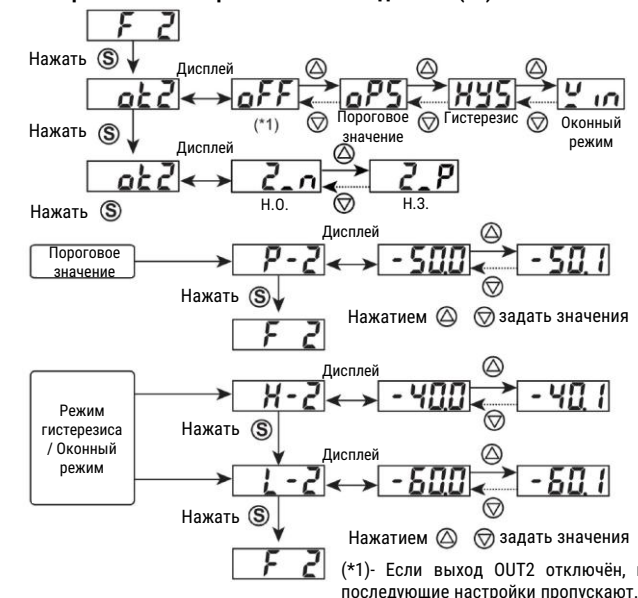 F 2
Нажать S
Дисплей
ot2 oFF oPS HYS Win
(*1) Пороговое значение Гистерезис Оконный режим
Нажать S
Дисплей
ot2 2_n 2_P
Н.О. Н.З.
Нажать S
Дисплей
Пороговое значение P-2 -50.0 -50.1
Нажать S
Нажатием задать значения
F 2
Дисплей
H-2 -40.0 -40.1
Режим гистерезиса / Оконный режим
Нажать S
Дисплей
L-2 -60.0 -60.1
Нажать S
Нажатием задать значения
F 2
(*1)- Если выход OUT2 отключён,
последующие настройки пропускают.